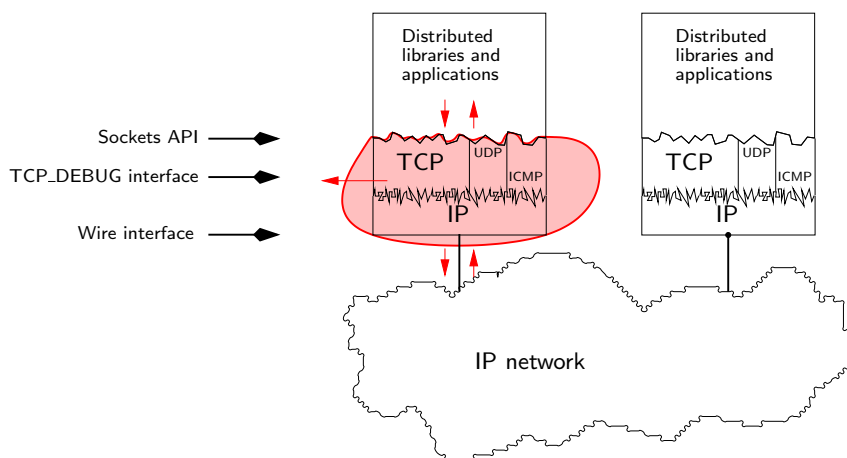 Distributed
libraries and
applications
Distributed
libraries and
applications
Sockets API
TCP_DEBUG interface
Wire interface
TCP
UDP
ICMP
IP
TCP
UDP
ICMP
IP
IP network